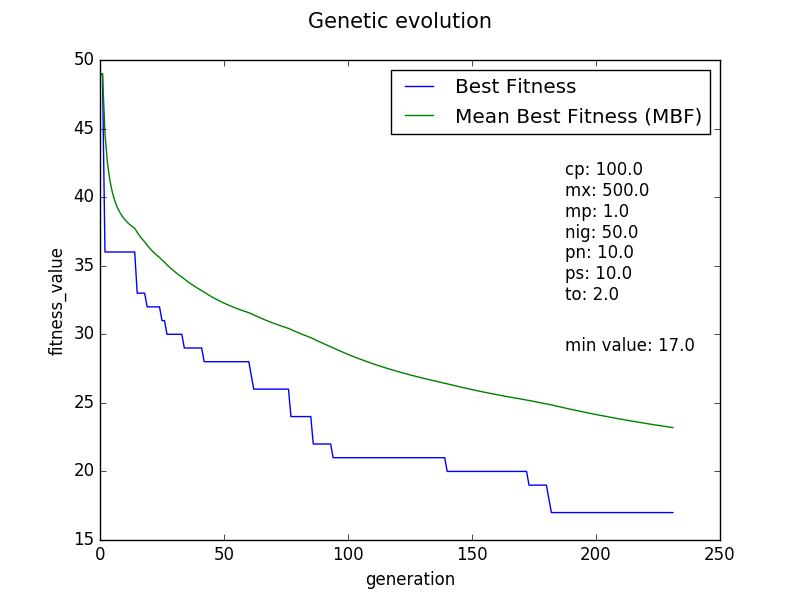 Genetic evolution
50
45
40
35
30
25
20
15
fitness_value
Best Fitness
Mean Best Fitness (MBF)
cp: 100.0
mx: 500.0
mp: 1.0
nig: 50.0
pn: 10.0
ps: 10.0
to: 2.0
min value: 17.0
0 50 100 150 200 250
generation